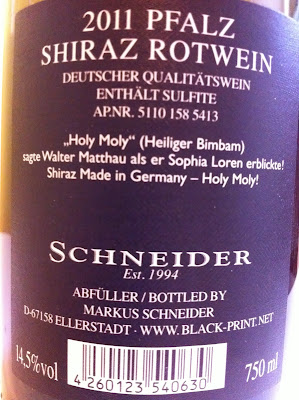 2011 PFALZ
SHIRAZ ROTWEIN
DEUTSCHER QUALITÄTSWEIN
ENTHÄLT SULFITE
AP.NR. 5110 158 5413
„Holy Moly“ (Heiliger Bimbam)
sagte Walter Matthau als er Sophia Loren erblickte!
Shiraz Made in Germany – Holy Moly!
SCHNEIDER
Est. 1994
ABFÜLLER / BOTTLED BY
MARKUS SCHNEIDER
D-67158 ELLERSTADT · WWW.BLACK-PRINT.NET
14,5%vol
750 ml
4 260123 540630